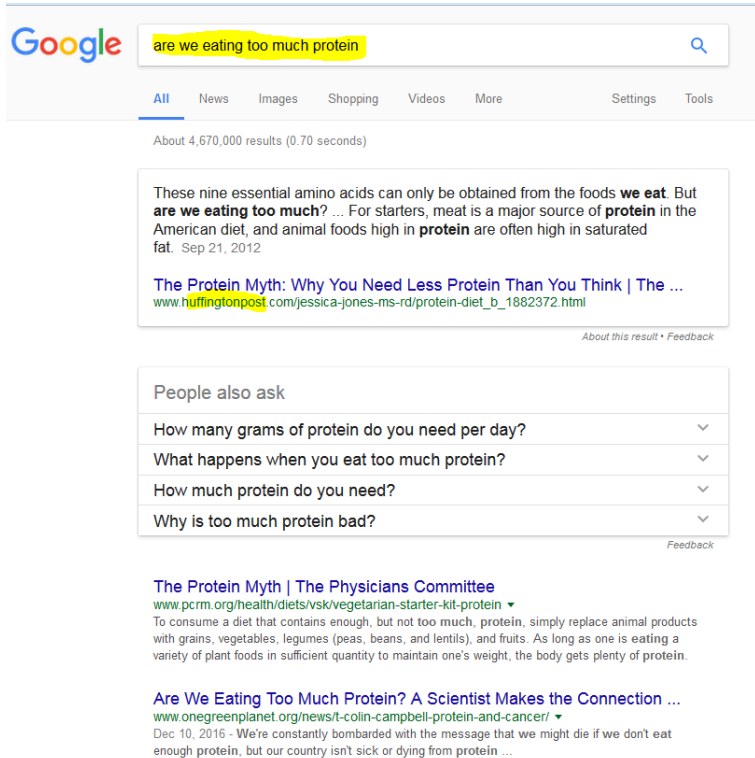 Google
are we eating too much protein
All News Images Shopping Videos More Settings Tools
About 4,670,000 results (0.70 seconds)
These nine essential amino acids can only be obtained from the foods we eat. But
are we eating too much? ... For starters, meat is a major source of protein in the
American diet, and animal foods high in protein are often high in saturated
fat. Sep 21, 2012
The Protein Myth: Why You Need Less Protein Than You Think | The ...
www.huffingtonpost.com/jessica-jones-ms-rd/protein-diet_b_1882372.html
About this result • Feedback
People also ask
How many grams of protein do you need per day?
What happens when you eat too much protein?
How much protein do you need?
Why is too much protein bad?
Feedback
The Protein Myth | The Physicians Committee
www.pcrm.org/health/diets/vsk/vegetarian-starter-kit-protein
To consume a diet that contains enough, but not too much, protein, simply replace animal products
with grains, vegetables, legumes (peas, beans, and lentils), and fruits. As long as one is eating a
variety of plant foods in sufficient quantity to maintain one's weight, the body gets plenty of protein.
Are We Eating Too Much Protein? A Scientist Makes the Connection ...
www.onegreenplanet.org/news/t-colin-campbell-protein-and-cancer/
Dec 10, 2016 - We're constantly bombarded with the message that we might die if we don't eat
enough protein, but our country isn't sick or dying from protein ...